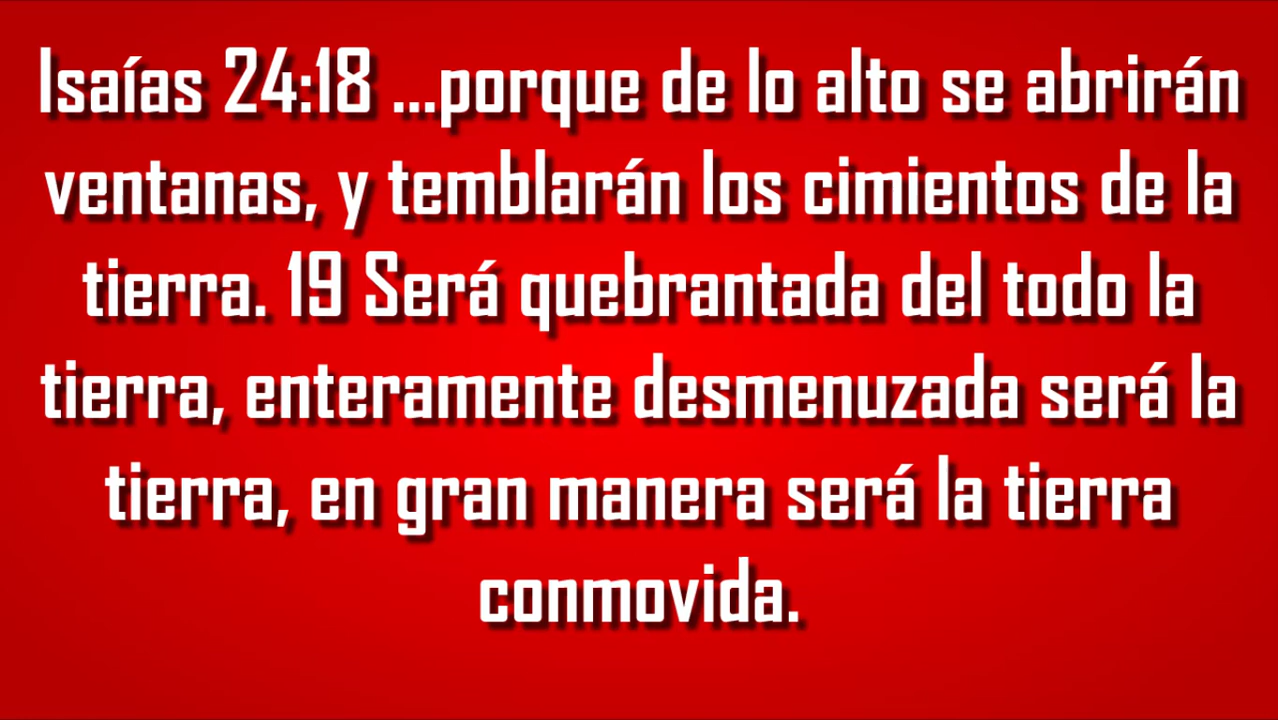 Isaías 24:18 ...porque de lo alto se abrirán
ventanas, y temblarán los cimientos de la
tierra. 19 Será quebrantada del todo la
tierra, enteramente desmenuzada será la
tierra, en gran manera será la tierra
conmovida.